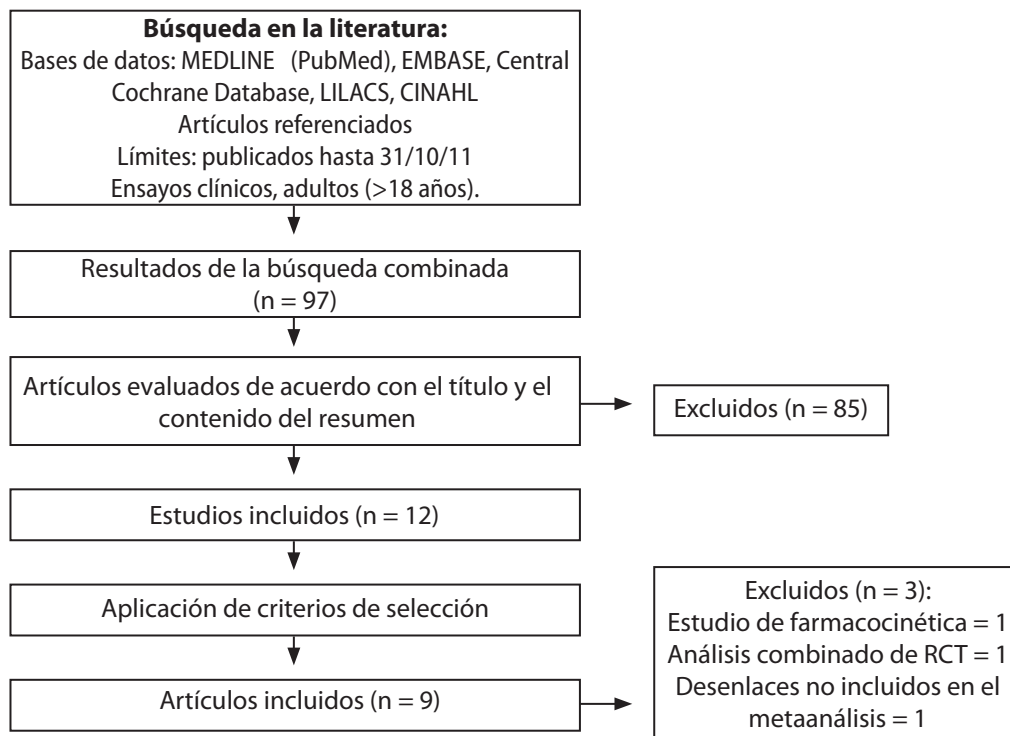 Búsqueda en la literatura:
Bases de datos: MEDLINE (PubMed), EMBASE, Central
Cochrane Database, LILACS, CINAHL
Artículos referenciados
Límites: publicados hasta 31/10/11
Ensayos clínicos, adultos (>18 años).
Resultados de la búsqueda combinada
(n = 97)
Artículos evaluados de acuerdo con el título y el
contenido del resumen
Excluidos (n = 85)
Estudios incluidos (n = 12)
Aplicación de criterios de selección
Excluidos (n = 3):
Estudio de farmacocinética = 1
Análisis combinado de RCT = 1
Desenlaces no incluidos en el
metaanálisis = 1
Artículos incluidos (n = 9)